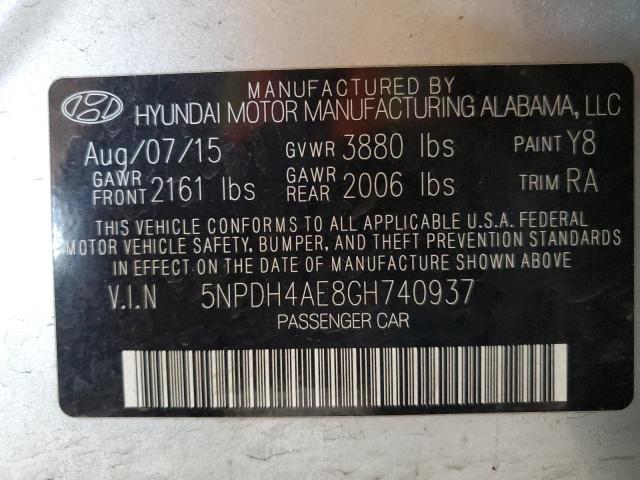 MANUFACTURED BY
HYUNDAI MOTOR MANUFACTURING ALABAMA, LLC
Aug/07/15 GVWR 3880 lbs PAINT Y8
GAWR FRONT 2161 lbs GAWR REAR 2006 lbs TRIM RA
THIS VEHICLE CONFORMS TO ALL APPLICABLE U.S.A. FEDERAL
MOTOR VEHICLE SAFETY, BUMPER, AND THEFT PREVENTION STANDARDS
IN EFFECT ON THE DATE OF MANUFACTURE SHOWN ABOVE
V.I.N 5NPDH4AE8GH740937
PASSENGER CAR